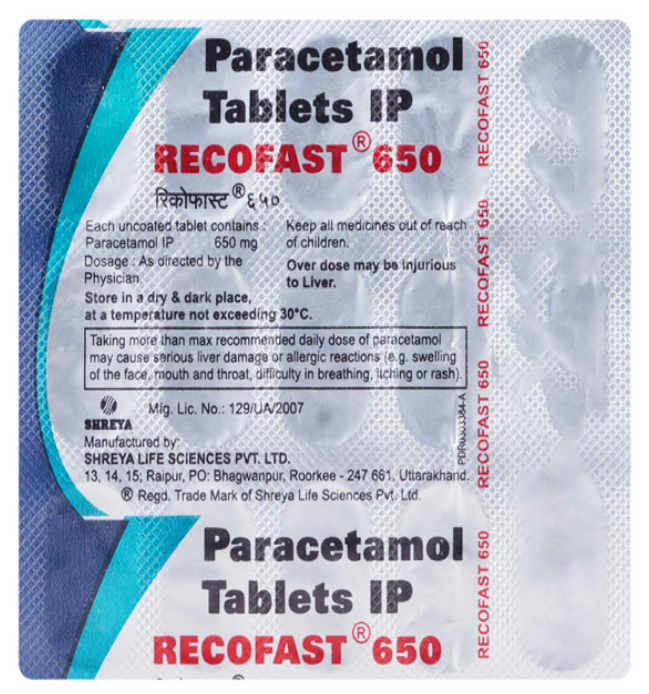 Paracetamol
Tablets IP
RECOFAST® 650
रिकोफास्ट® ६५०
Each uncoated tablet contains :
Paracetamol IP 650 mg
Dosage : As directed by the
Physician.
Store in a dry & dark place,
at a temperature not exceeding 30°C.
Keep all medicines out of reach
of children.
Over dose may be injurious
to Liver.
Taking more than max recommended daily dose of paracetamol
may cause serious liver damage or allergic reactions (e.g. swelling
of the face, mouth and throat, difficulty in breathing, itching or rash).
SHREYA
Mfg. Lic. No.: 129/UA/2007
Manufactured by:
SHREYA LIFE SCIENCES PVT. LTD.
13, 14, 15; Raipur, PO: Bhagwanpur, Roorkee - 247 661, Uttarakhand.
® Regd. Trade Mark of Shreya Life Sciences Pvt. Ltd.
PDR0303384-A
RECOFAST 650
RECOFAST 650
RECOFAST 650
RECOFAST 650
Paracetamol
Tablets IP
RECOFAST® 650